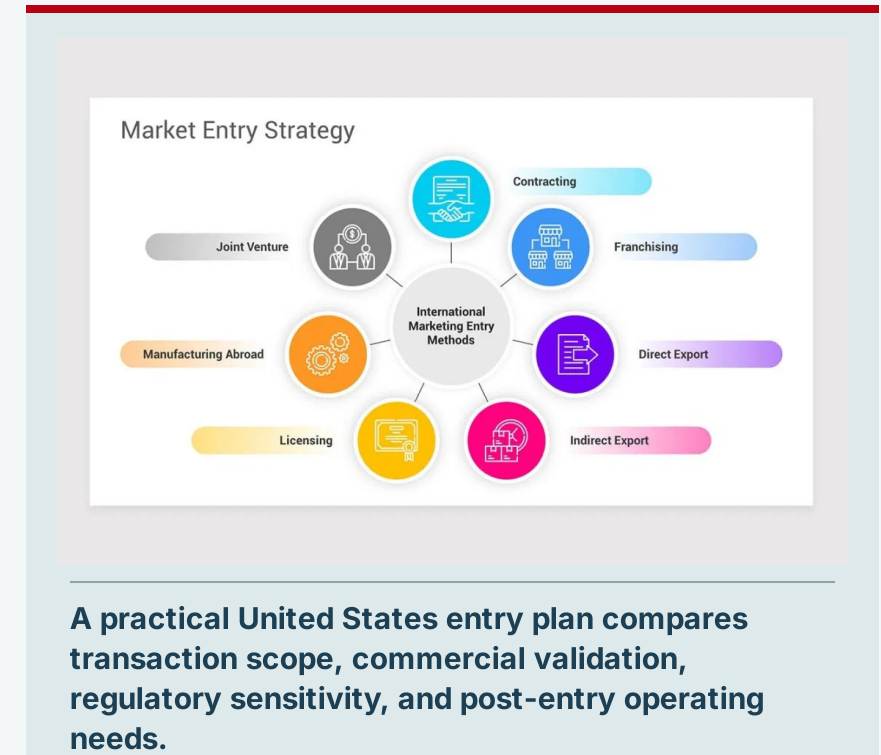 Market Entry Strategy
Contracting
Joint Venture
Franchising
International
Marketing Entry
Methods
Manufacturing Abroad
Direct Export
Licensing
Indirect Export
A practical United States entry plan compares
transaction scope, commercial validation,
regulatory sensitivity, and post-entry operating
needs.